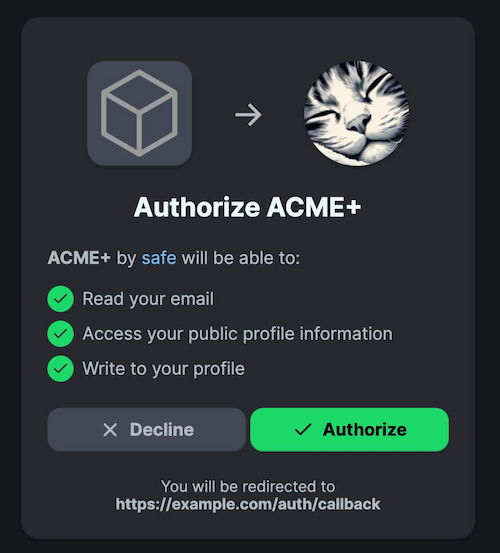 Authorize ACME+
ACME+ by safe will be able to:
Read your email
Access your public profile information
Write to your profile
Decline
Authorize
You will be redirected to
https://example.com/auth/callback